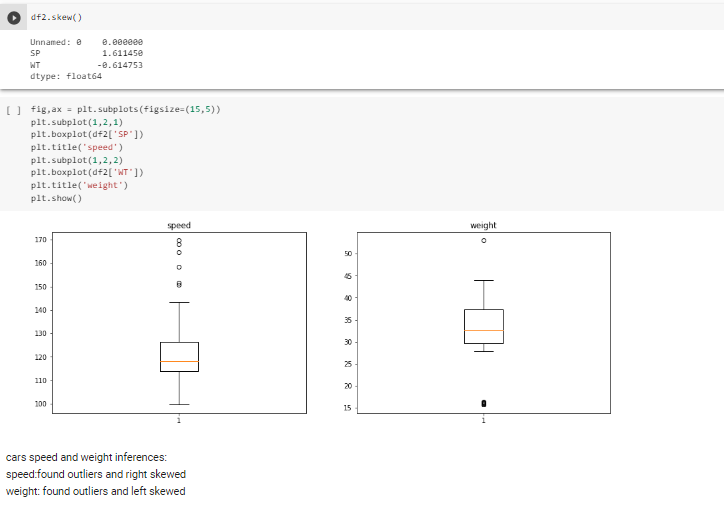 df2.skew()
Unnamed: 0 0.000000
SP 1.611450
WT -0.614753
dtype: float64
[ ] fig,ax = plt.subplots(figsize=(15,5))
plt.subplot(1,2,1)
plt.boxplot(df2['SP'])
plt.title('speed')
plt.subplot(1,2,2)
plt.boxplot(df2['WT'])
plt.title('weight')
plt.show()
speed
170
160
150
140
130
120
110
100
1
weight
50
45
40
35
30
25
20
15
1
cars speed and weight inferences:
speed:found outliers and right skewed
weight: found outliers and left skewed